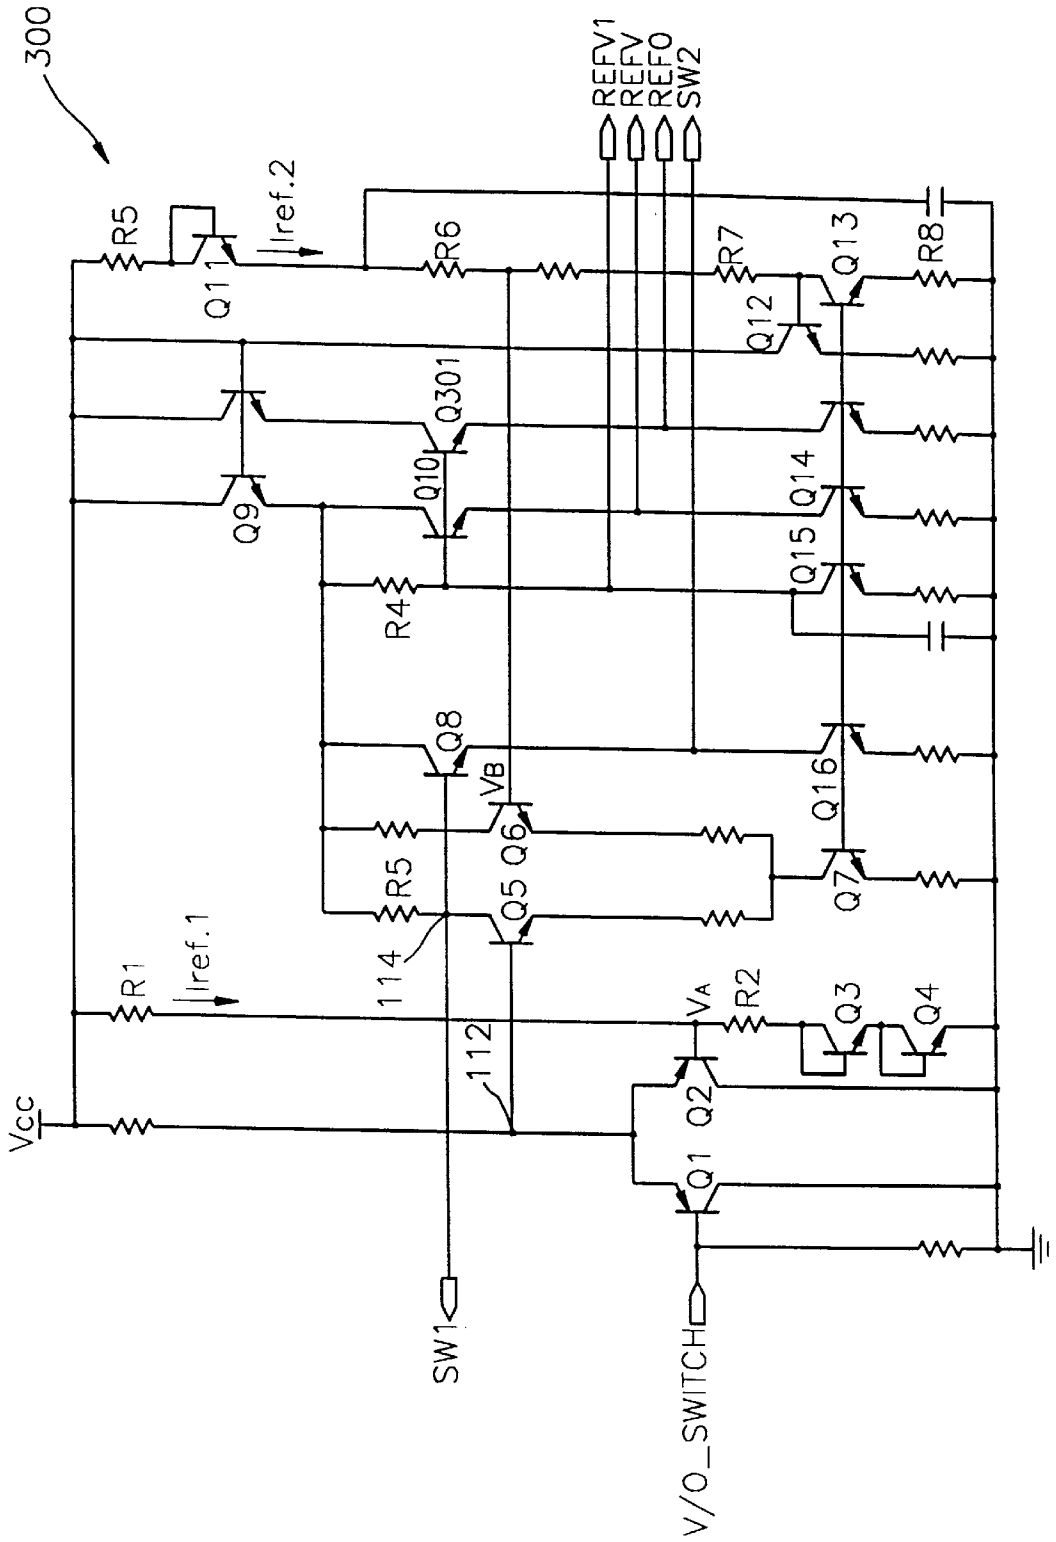 300
Vcc
R1
Iref.1
R5
Q11
Iref.2
Q9
R4
Q10
Q301
R6
SW1
112
114
R5
Q5
Q6
VB
Q8
REFV1
REFV
REFO
SW2
V/O_SWITCH
Q1
Q2
VA
R2
Q3
Q4
Q7
Q16
Q15
Q14
Q12
R7
Q13
R8